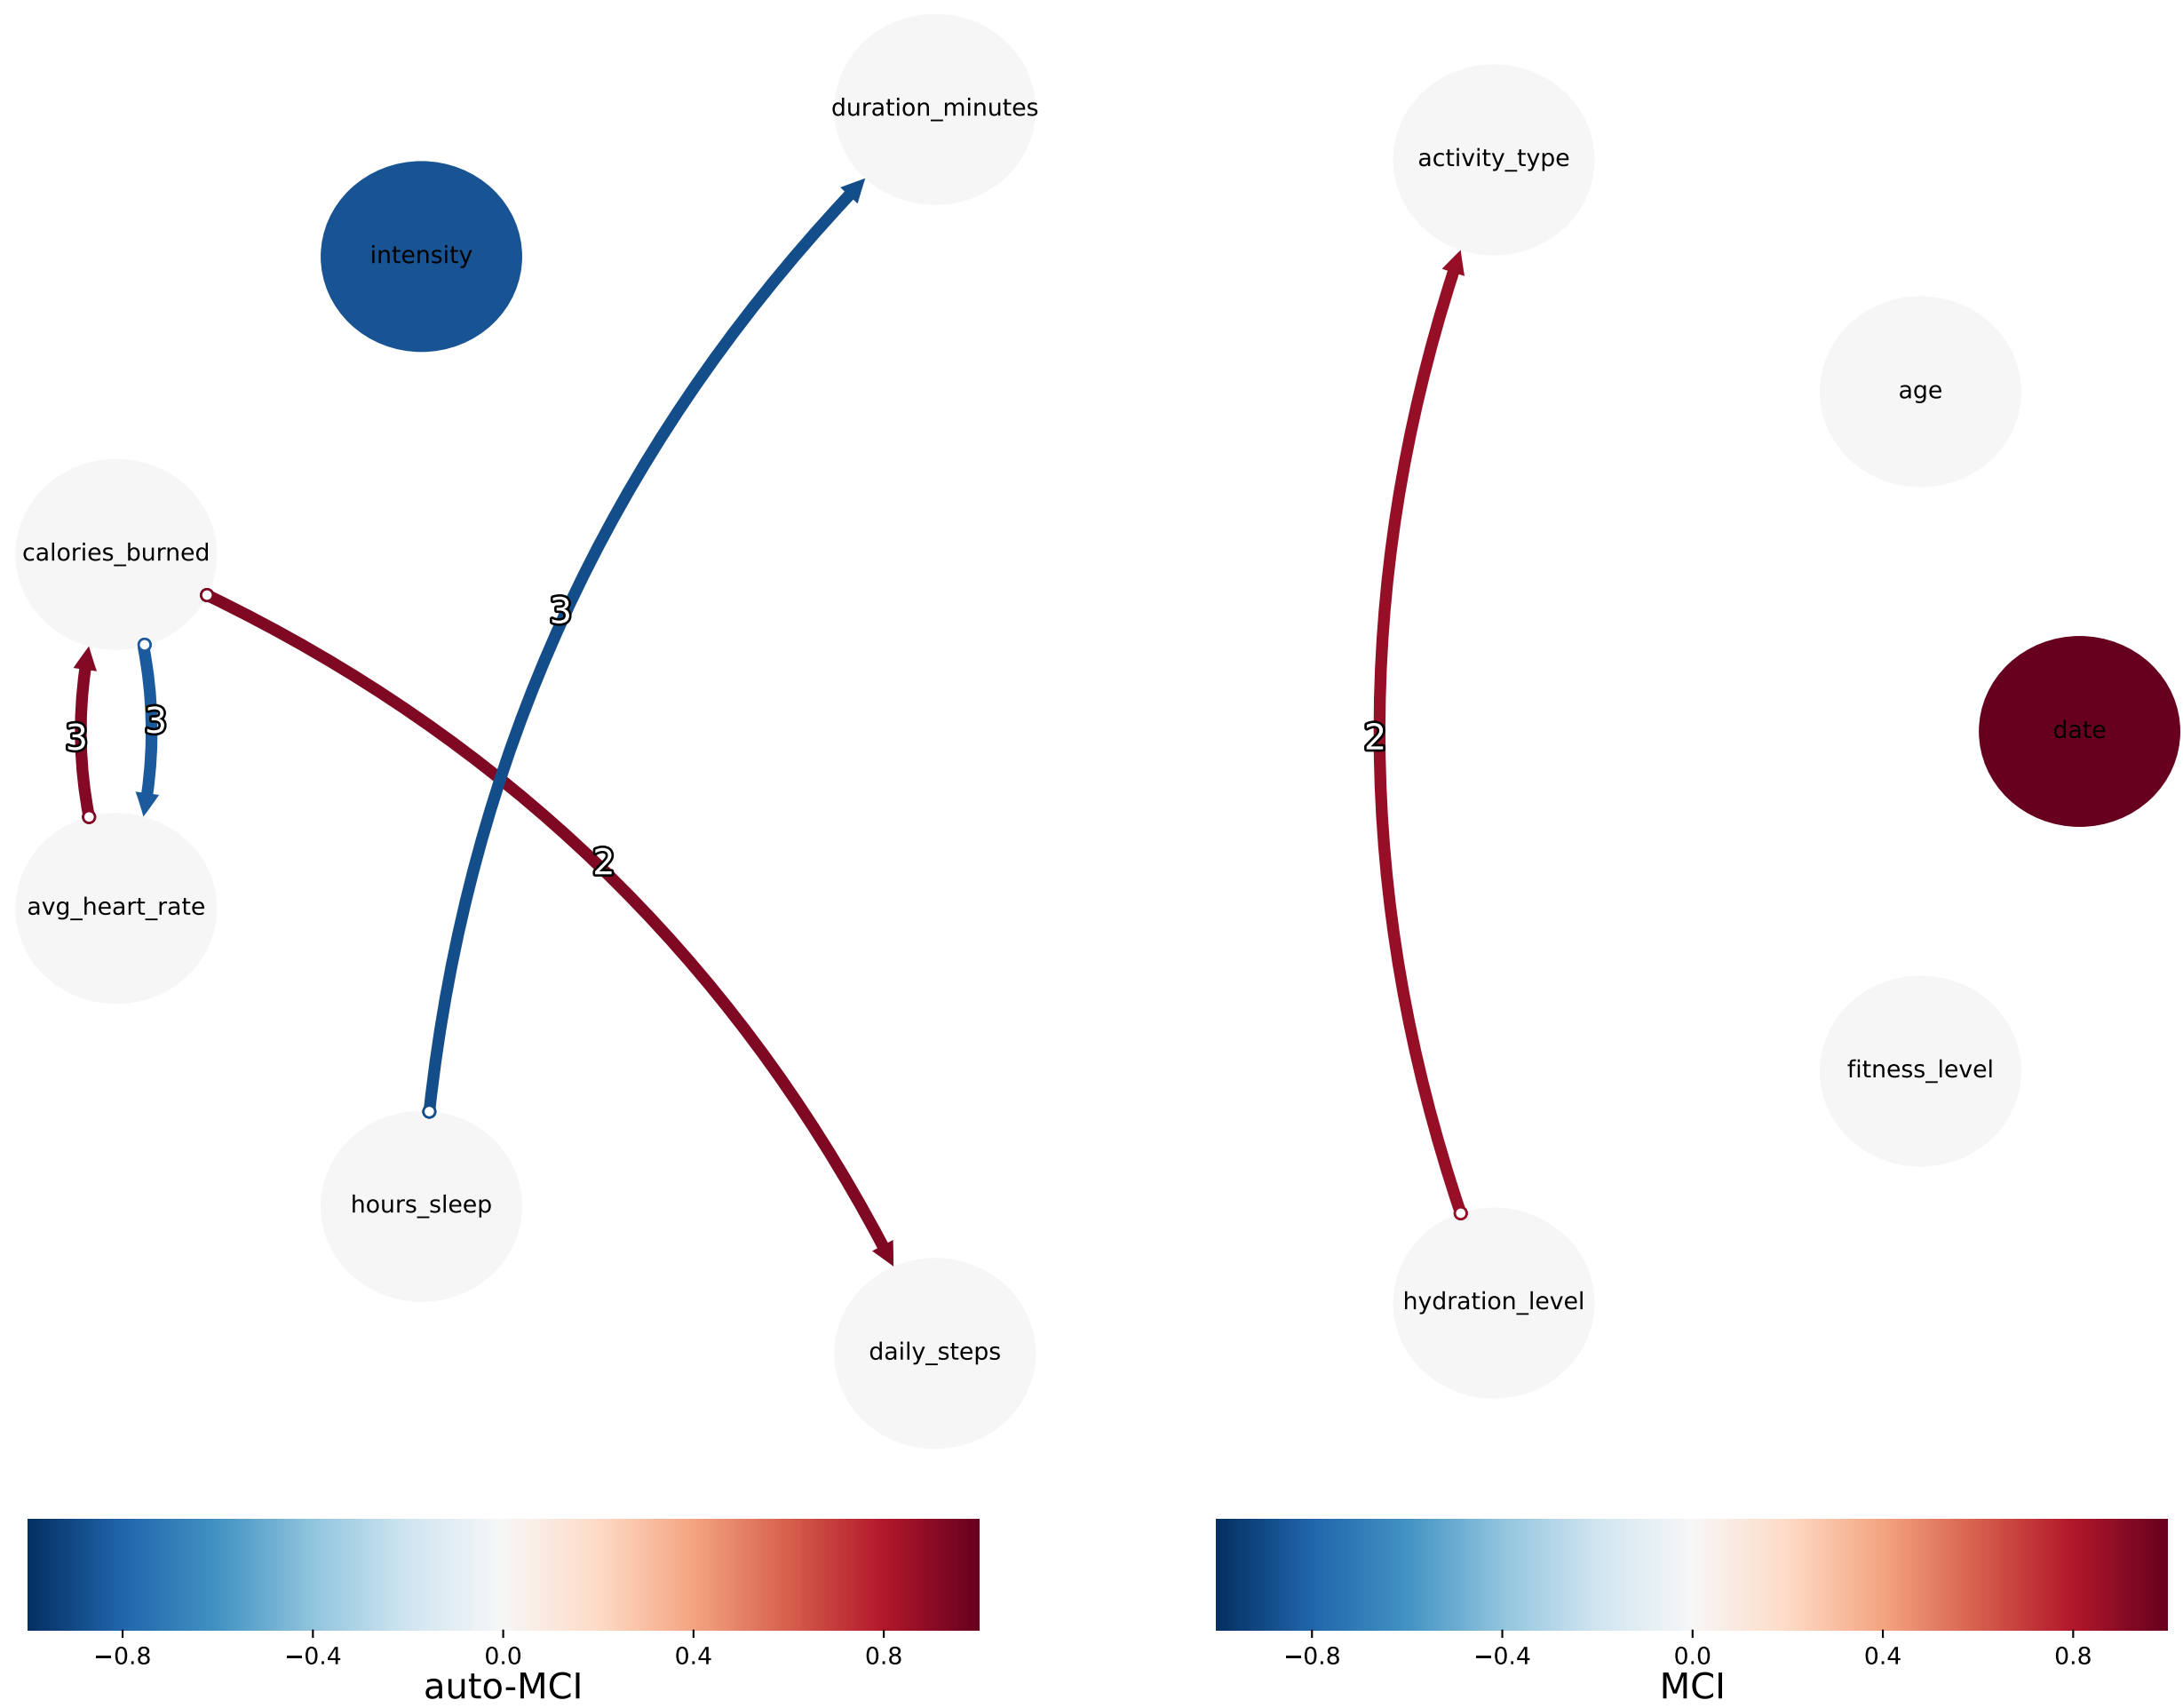 duration_minutes
activity_type
intensity
age
calories_burned
3
3
3
2
date
2
avg_heart_rate
fitness_level
hours_sleep
hydration_level
daily_steps
−0.8 −0.4 0.0 0.4 0.8
auto-MCI
−0.8 −0.4 0.0 0.4 0.8
MCI